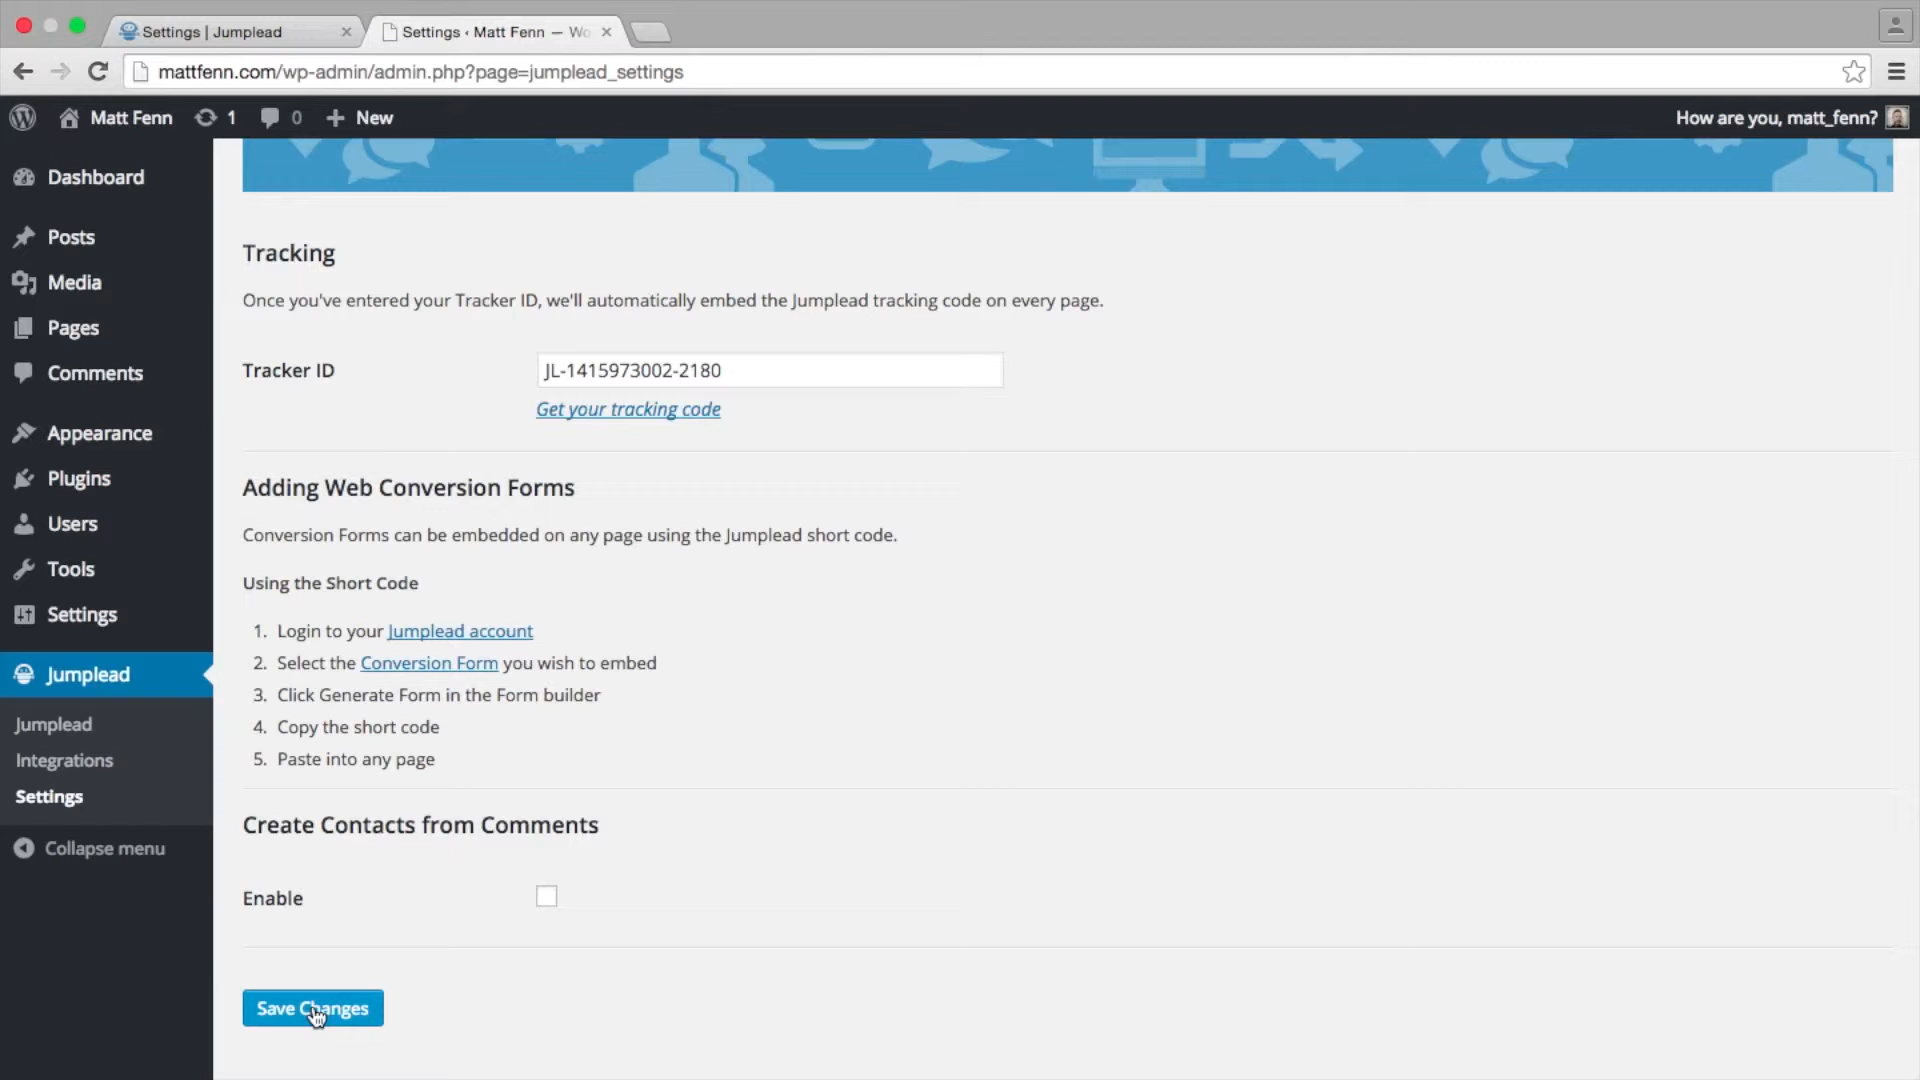 Settings | Jumplead
Settings ‹ Matt Fenn — Wo
mattfenn.com/wp-admin/admin.php?page=jumplead_settings
Matt Fenn 1 0 New
How are you, matt_fenn?
Dashboard
Posts
Media
Pages
Comments
Appearance
Plugins
Users
Tools
Settings
Jumplead
Jumplead
Integrations
Settings
Collapse menu
Tracking
Once you've entered your Tracker ID, we'll automatically embed the Jumplead tracking code on every page.
Tracker ID JL-1415973002-2180
Get your tracking code
Adding Web Conversion Forms
Conversion Forms can be embedded on any page using the Jumplead short code.
Using the Short Code
1. Login to your Jumplead account
2. Select the Conversion Form you wish to embed
3. Click Generate Form in the Form builder
4. Copy the short code
5. Paste into any page
Create Contacts from Comments
Enable
Save Changes